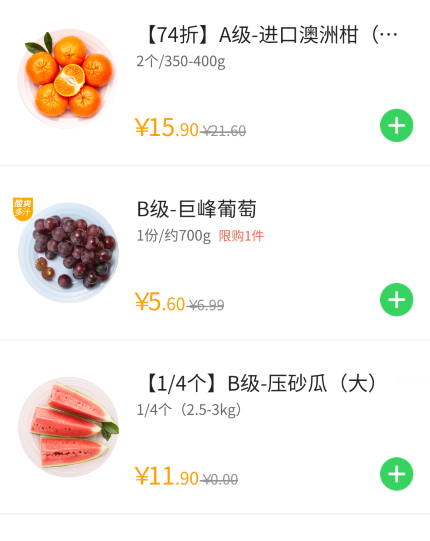 【74折】A级-进口澳洲柑（…
2个/350-400g
¥15.90 ¥21.60
酸爽
多汁
B级-巨峰葡萄
1份/约700g 限购1件
¥5.60 ¥6.99
【1/4个】B级-压砂瓜（大）
1/4个（2.5-3kg）
¥11.90 ¥0.00